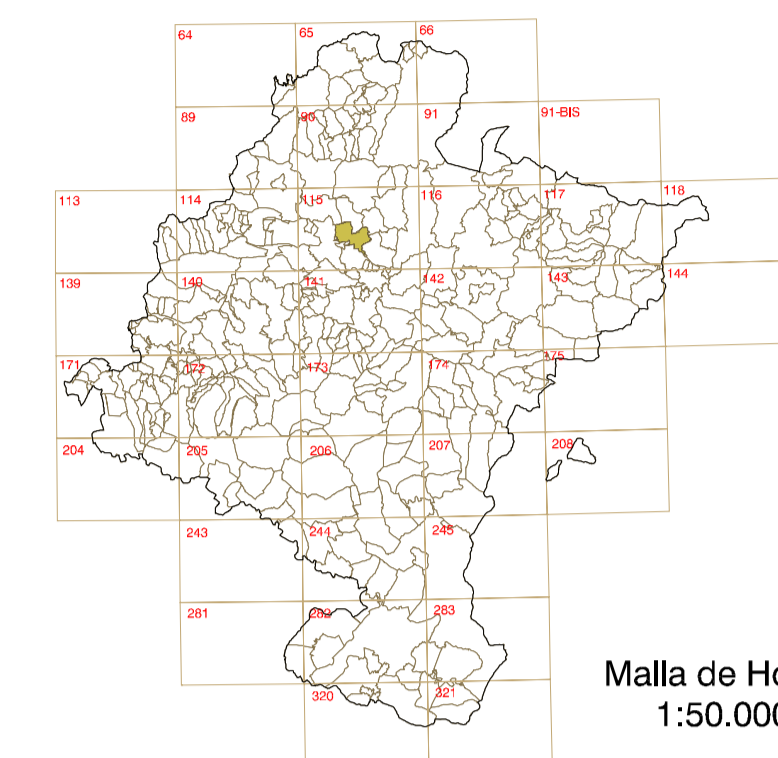 64 65 66
89 90 91 91-BIS
113 114 115 116 117 118
139 140 141 142 143 144
171 172 173 174 175
204 205 206 207 208
243 244 245
281 282 283
320 321
Malla de Ho
1:50.000